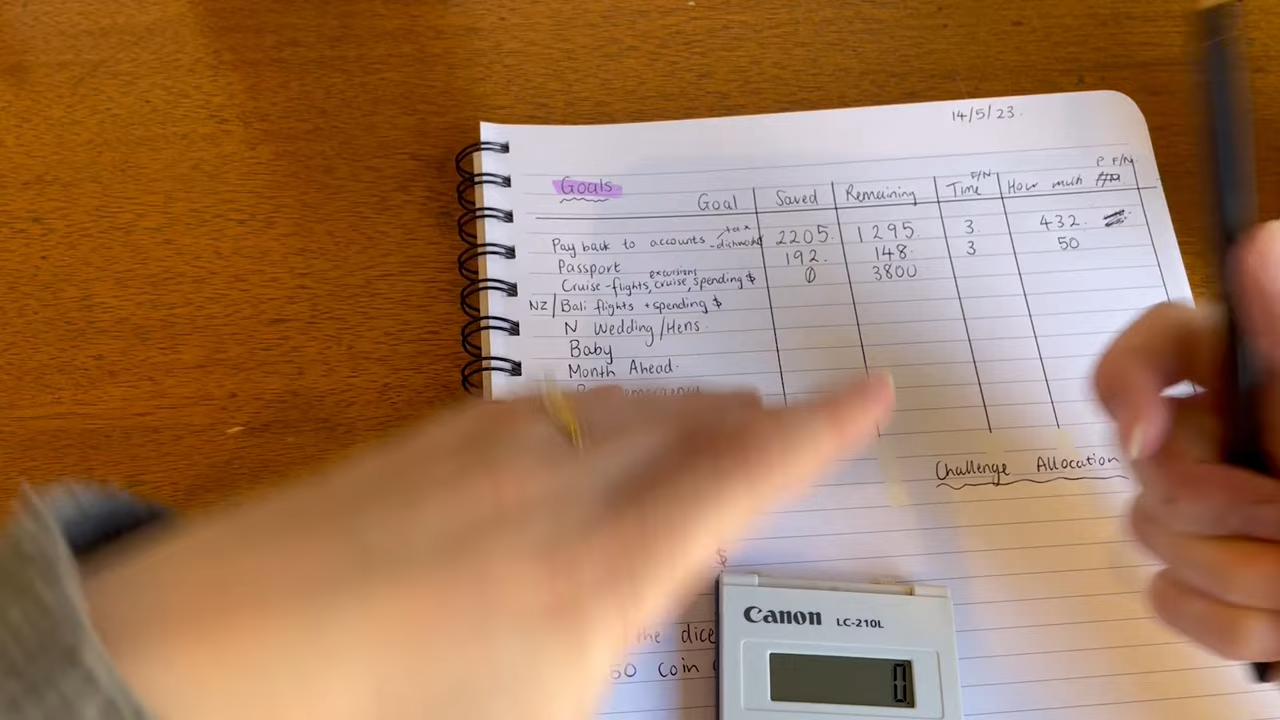 14/5/23.
Goals
Goal Saved Remaining Time F/N How much P F/N
Pay back to accounts - tax 2205. 1295. 3. 432.
Passport 192. 148. 3 50
Cruise - flights, cruise, excursions spending $ 0 3800
NZ/ Bali flights + spending $
N Wedding /Hens.
Baby
Month Ahead.
emergency
Challenge Allocation
$
Canon LC-210L
the dice
50 coin
0